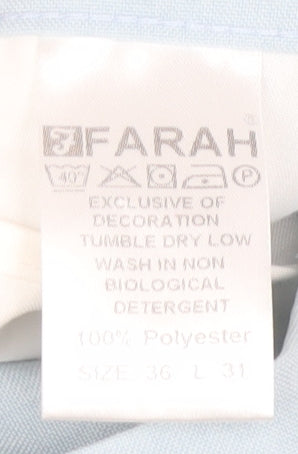 FARAH®
40° P
EXCLUSIVE OF
DECORATION
TUMBLE DRY LOW
WASH IN NON
BIOLOGICAL
DETERGENT
100% Polyester
SIZE 36 L 31